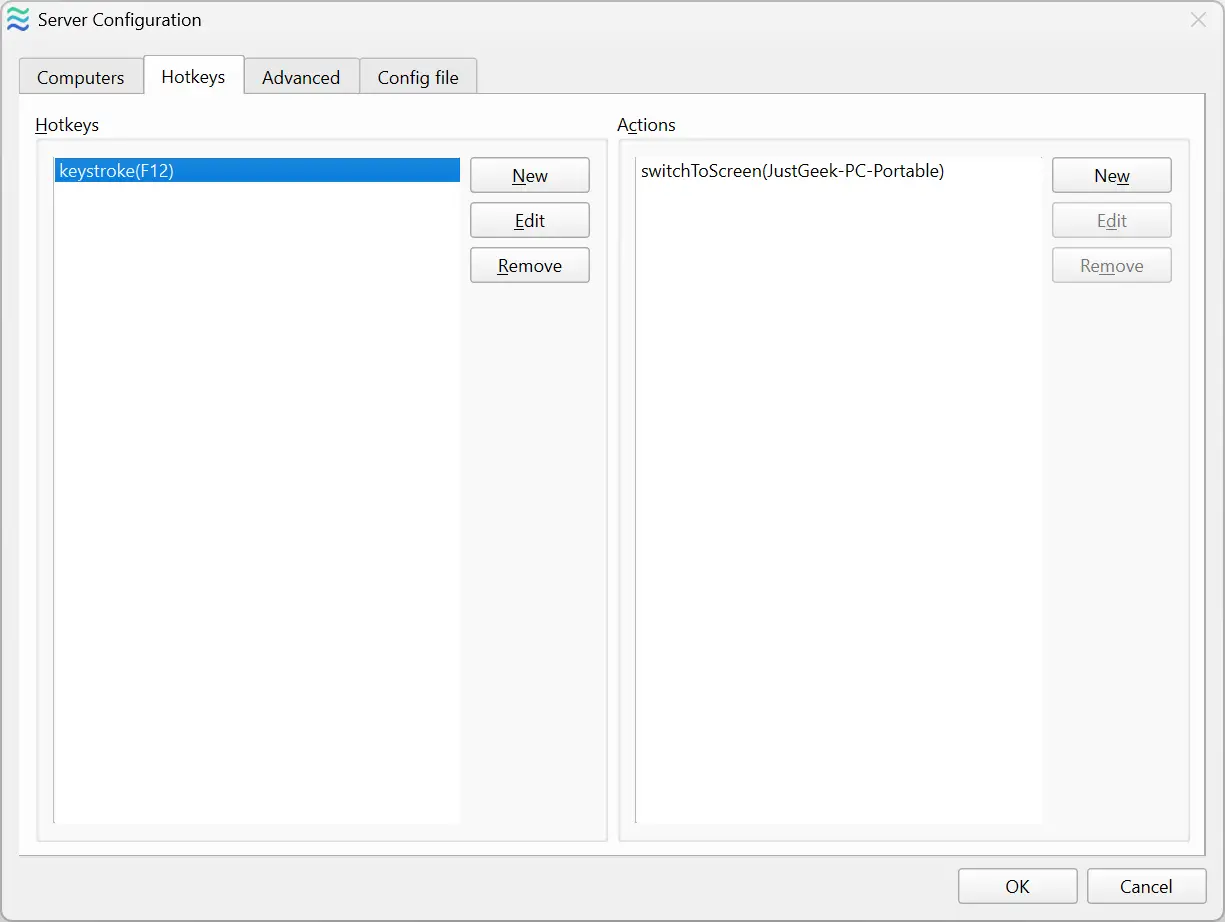 Server Configuration
Computers
Hotkeys
Advanced
Config file
Hotkeys
keystroke(F12)
New
Edit
Remove
Actions
switchToScreen(JustGeek-PC-Portable)
New
Edit
Remove
OK
Cancel